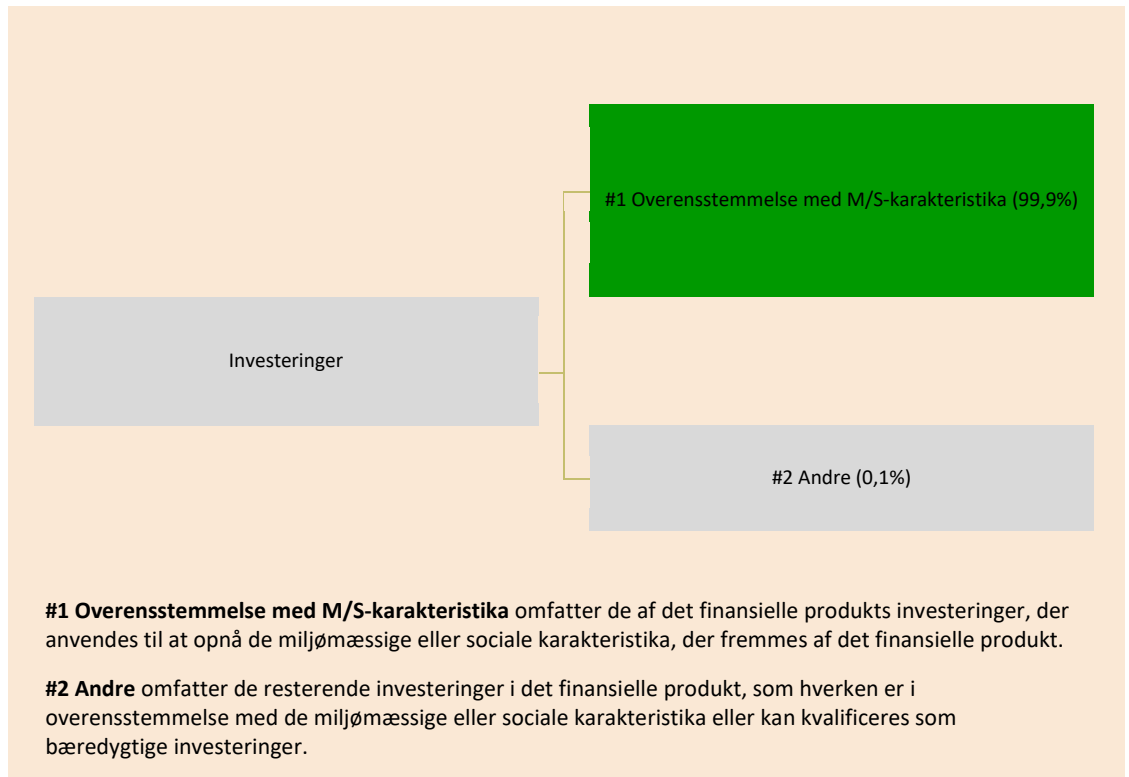 #1 Overensstemmelse med M/S-karakteristika (99,9%)
Investeringer
#2 Andre (0,1%)
#1 Overensstemmelse med M/S-karakteristika omfatter de af det finansielle produkts investeringer, der
anvendes til at opnå de miljømæssige eller sociale karakteristika, der fremmes af det finansielle produkt.
#2 Andre omfatter de resterende investeringer i det finansielle produkt, som hverken er i
overensstemmelse med de miljømæssige eller sociale karakteristika eller kan kvalificeres som
bæredygtige investeringer.